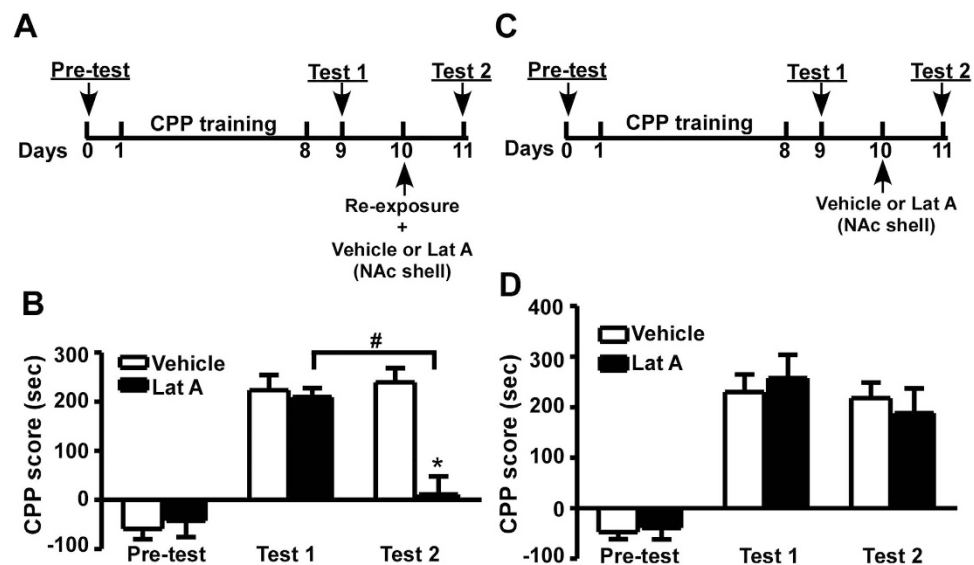 A
Pre-test
Test 1
Test 2
CPP training
Days 0 1 8 9 10 11
Re-exposure
+
Vehicle or Lat A
(NAc shell)
C
Pre-test
Test 1
Test 2
CPP training
Days 0 1 8 9 10 11
Vehicle or Lat A
(NAc shell)
B
CPP score (sec)
300
200
100
0
-100
Vehicle
Lat A
#
*
Pre-test Test 1 Test 2
D
CPP score (sec)
400
300
200
100
0
-100
Vehicle
Lat A
Pre-test Test 1 Test 2